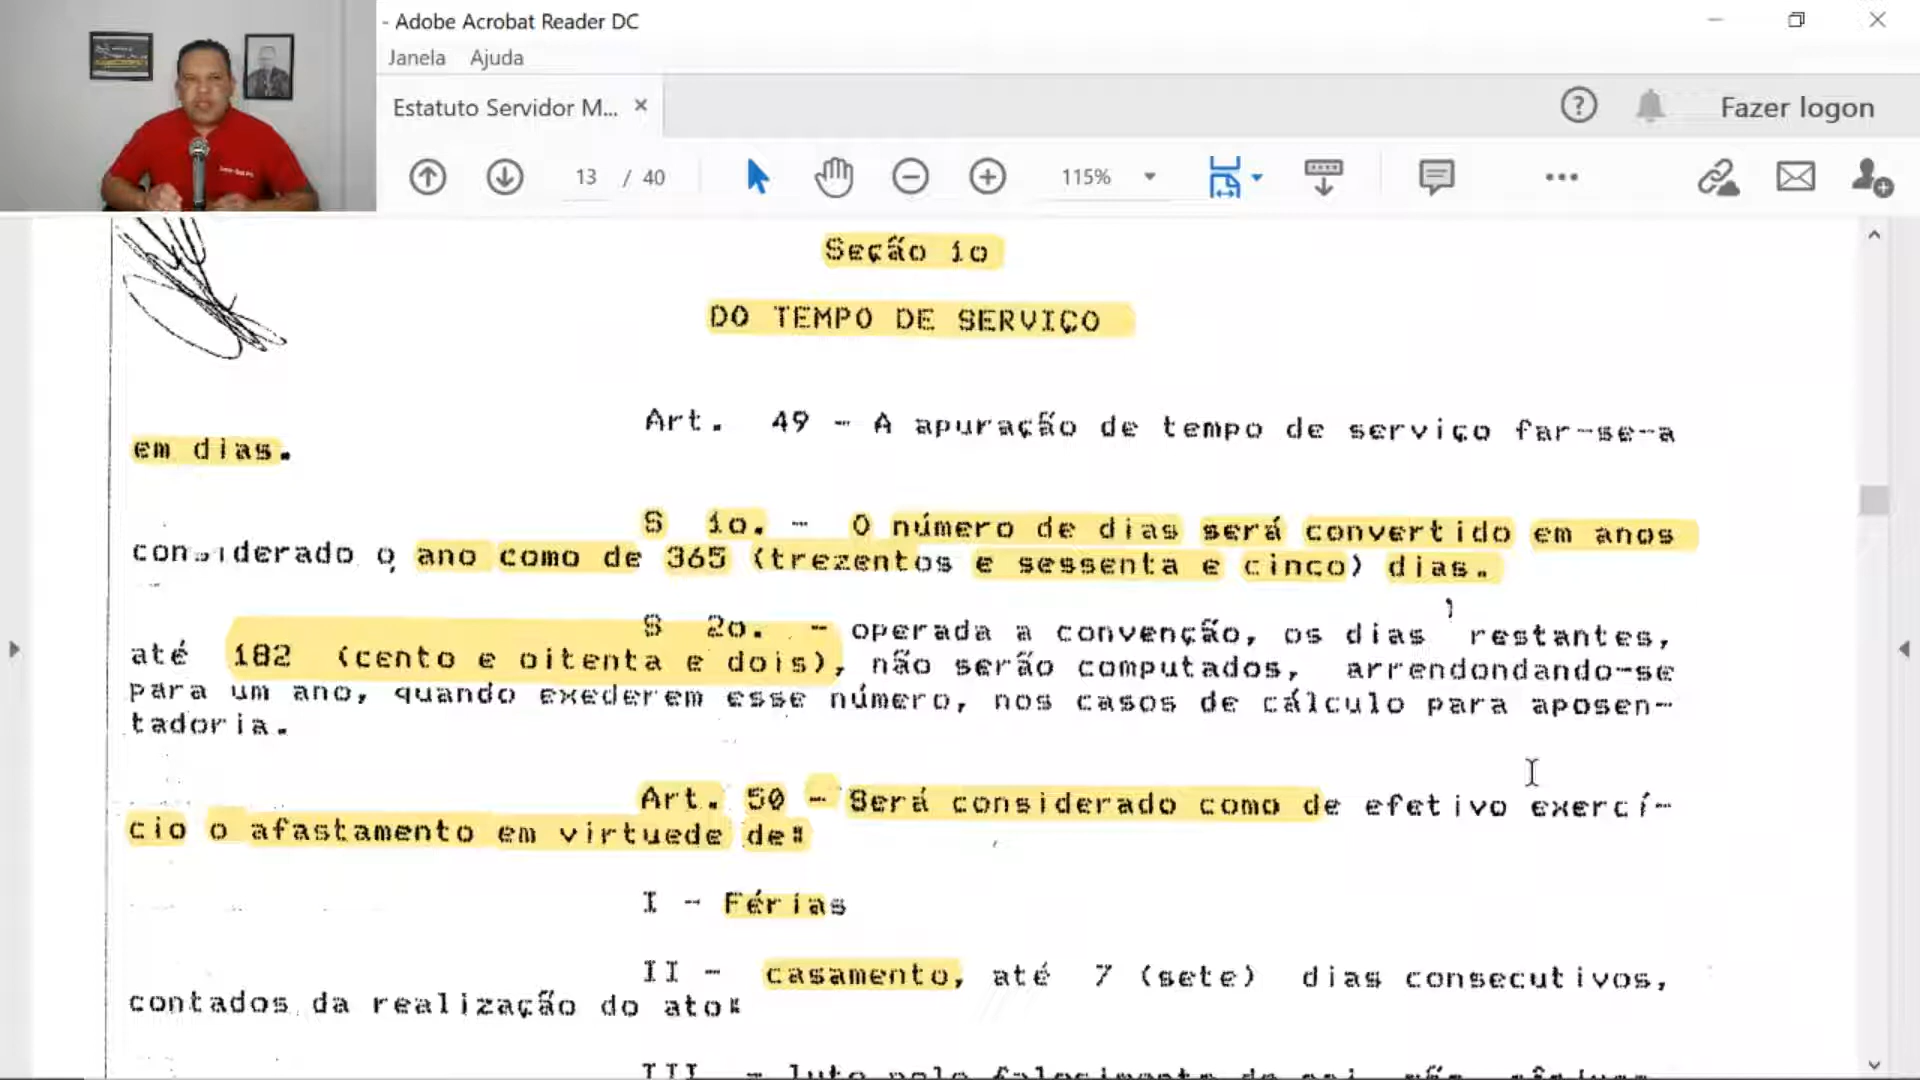 - Adobe Acrobat Reader DC
Janela Ajuda
Estatuto Servidor M... ×
Fazer logon
13 / 40
115%
Seção 1o
DO TEMPO DE SERVIÇO
Art. 49 - A apuração de tempo de serviço far-se-a
em dias.
S 1o. - O número de dias será convertido em anos
considerado o ano como de 365 (trezentos e sessenta e cinco) dias.
S 2o. - operada a convenção, os dias restantes,
até 182 (cento e oitenta e dois), não serão computados, arrendondando-se
para um ano, quando exederem esse número, nos casos de cálculo para aposen-
tadoria.
Art. 50 - Será considerado como de efetivo exercí-
cio o afastamento em virtuede de:
I - Férias
II - casamento, até 7 (sete) dias consecutivos,
contados da realização do ato:
III - luto pelo falecimento de